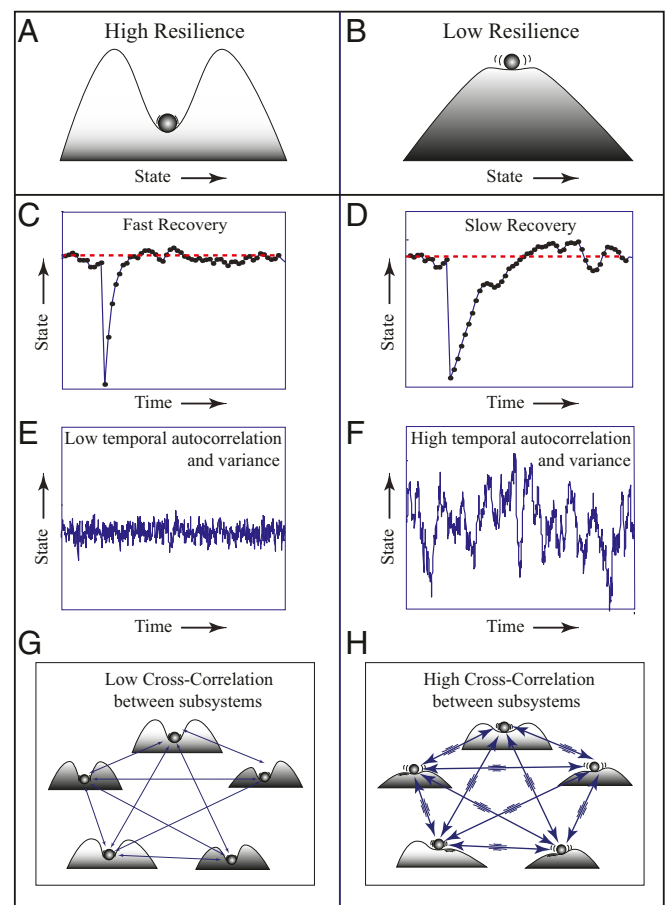 A
High Resilience
State
B
Low Resilience
State
C
Fast Recovery
State
Time
D
Slow Recovery
State
Time
E
Low temporal autocorrelation
and variance
State
Time
F
High temporal autocorrelation
and variance
State
Time
G
Low Cross-Correlation
between subsystems
H
High Cross-Correlation
between subsystems